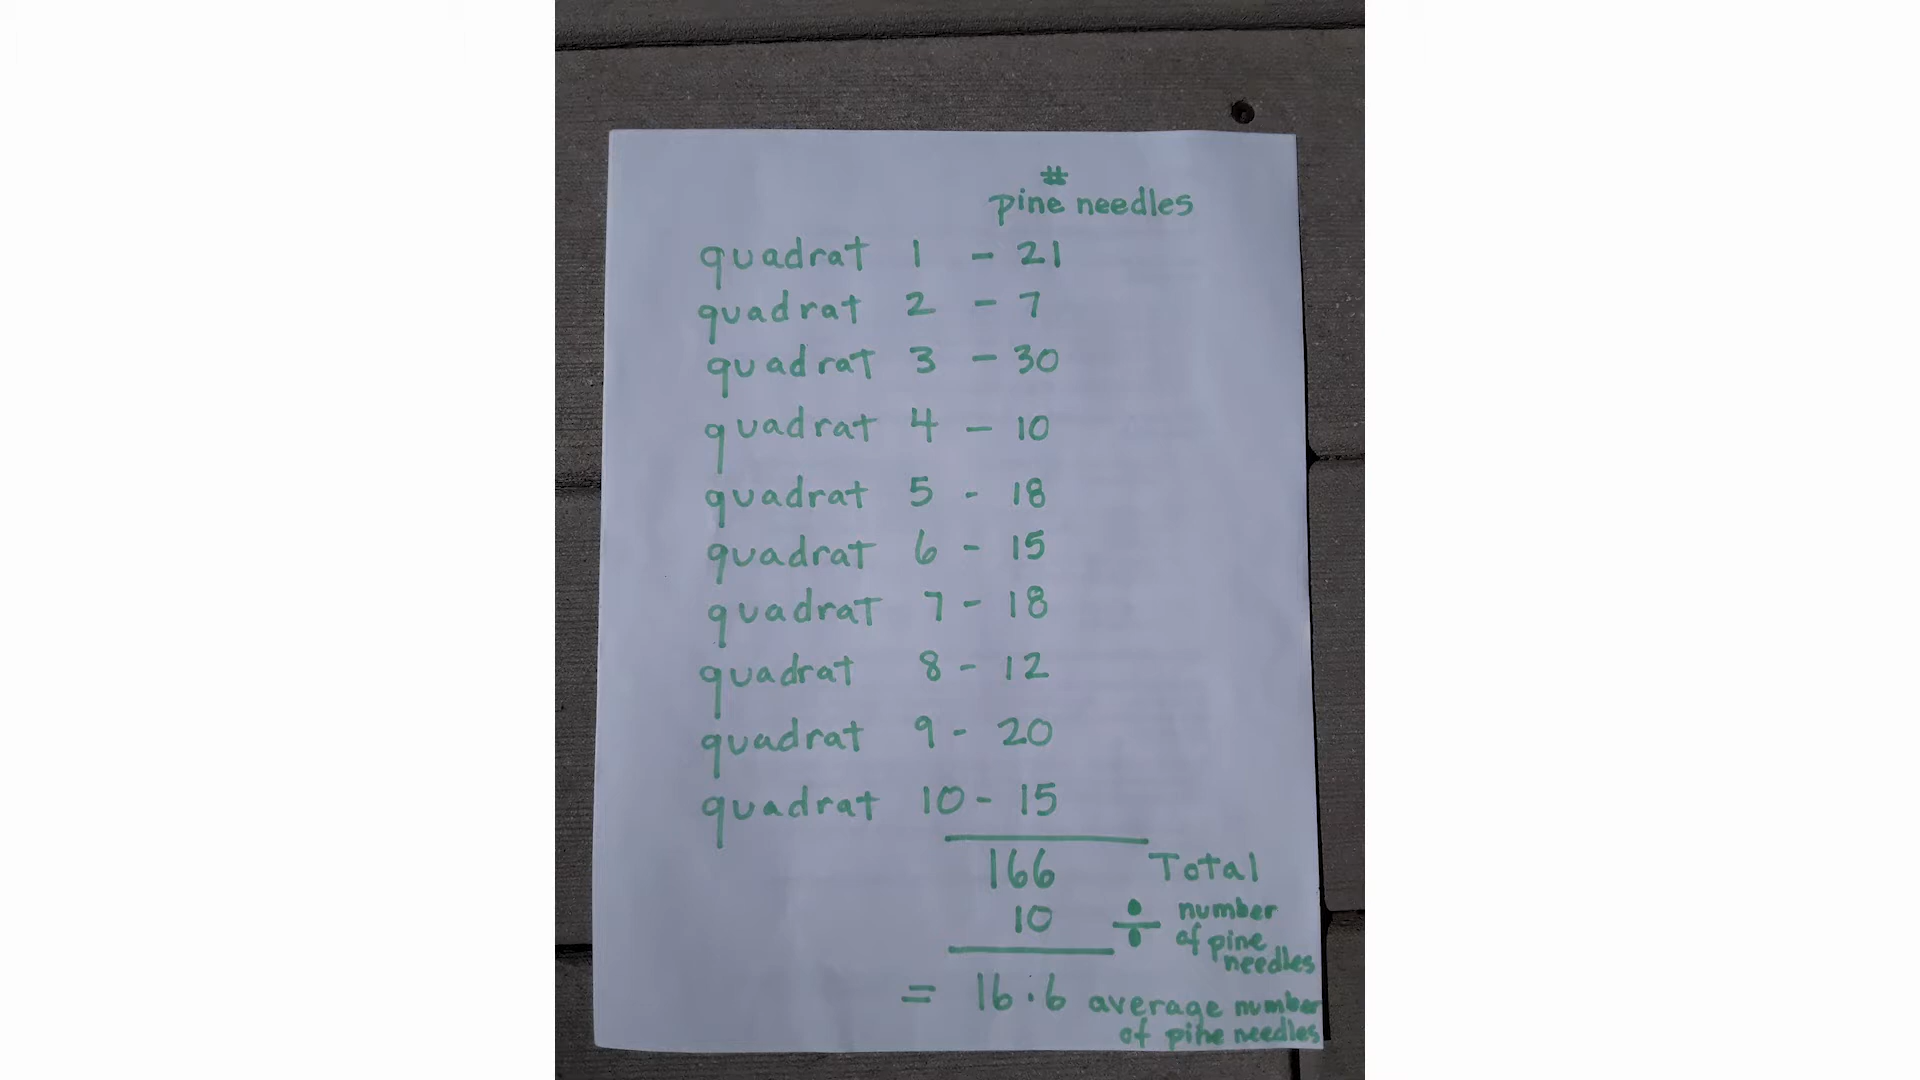 #
pine needles
quadrat 1 - 21
quadrat 2 - 7
quadrat 3 - 30
quadrat 4 - 10
quadrat 5 - 18
quadrat 6 - 15
quadrat 7 - 18
quadrat 8 - 12
quadrat 9 - 20
quadrat 10 - 15
166 Total
10 ÷ number
of pine
needles
= 16.6 average number
of pine needles